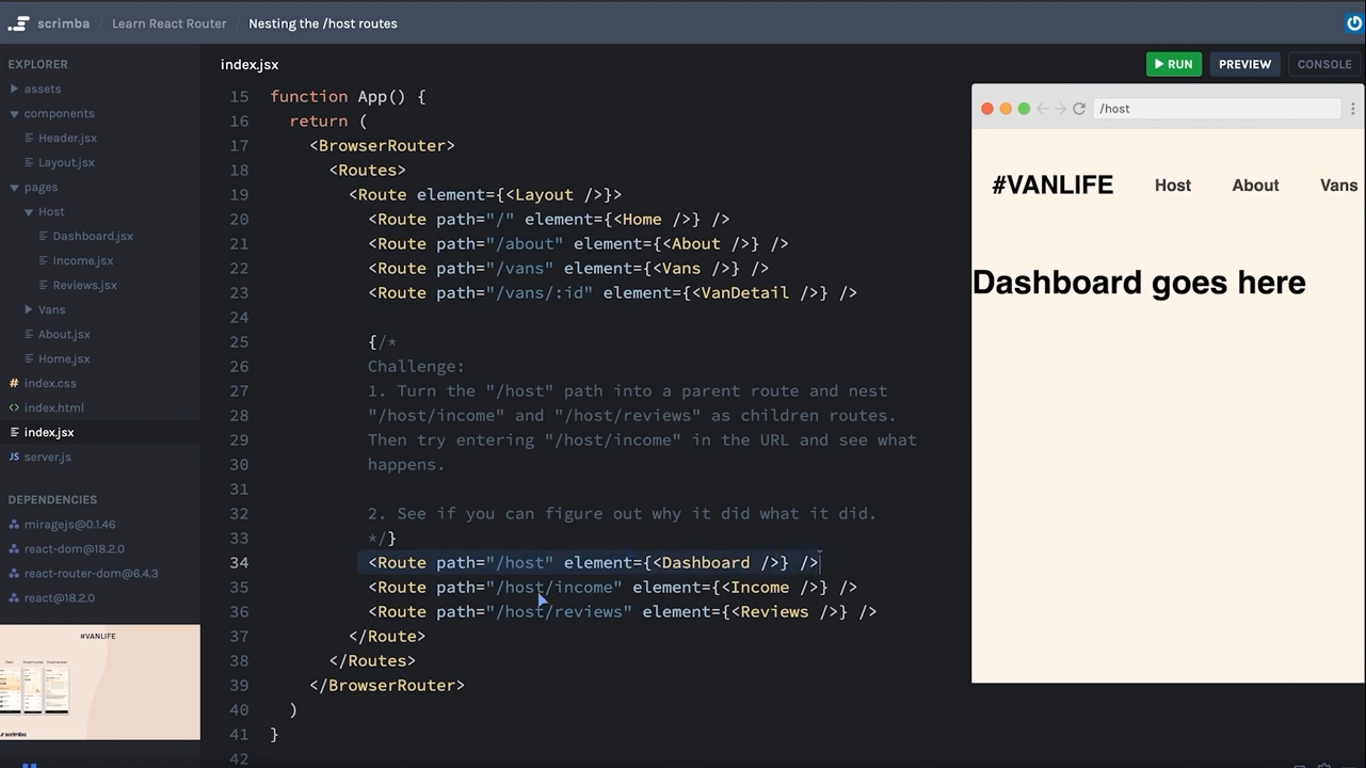 scrimba / Learn React Router / Nesting the /host routes
EXPLORER
assets
components
Header.jsx
Layout.jsx
pages
Host
Dashboard.jsx
Income.jsx
Reviews.jsx
Vans
About.jsx
Home.jsx
# index.css
<> index.html
index.jsx
JS server.js
DEPENDENCIES
miragejs@0.1.46
react-dom@18.2.0
react-router-dom@6.4.3
react@18.2.0
#VANLIFE
scrimba
index.jsx
RUN PREVIEW CONSOLE
15 function App() {
16 return (
17 <BrowserRouter>
18 <Routes>
19 <Route element={<Layout />}>
20 <Route path="/" element={<Home />} />
21 <Route path="/about" element={<About />} />
22 <Route path="/vans" element={<Vans />} />
23 <Route path="/vans/:id" element={<VanDetail />} />
24
25 {/*
26 Challenge:
27 1. Turn the "/host" path into a parent route and nest
28 "/host/income" and "/host/reviews" as children routes.
29 Then try entering "/host/income" in the URL and see what
30 happens.
31
32 2. See if you can figure out why it did what it did.
33 */}
34 <Route path="/host" element={<Dashboard />} />
35 <Route path="/host/income" element={<Income />} />
36 <Route path="/host/reviews" element={<Reviews />} />
37 </Route>
38 </Routes>
39 </BrowserRouter>
40 )
41 }
42
/host
#VANLIFE Host About Vans
Dashboard goes here